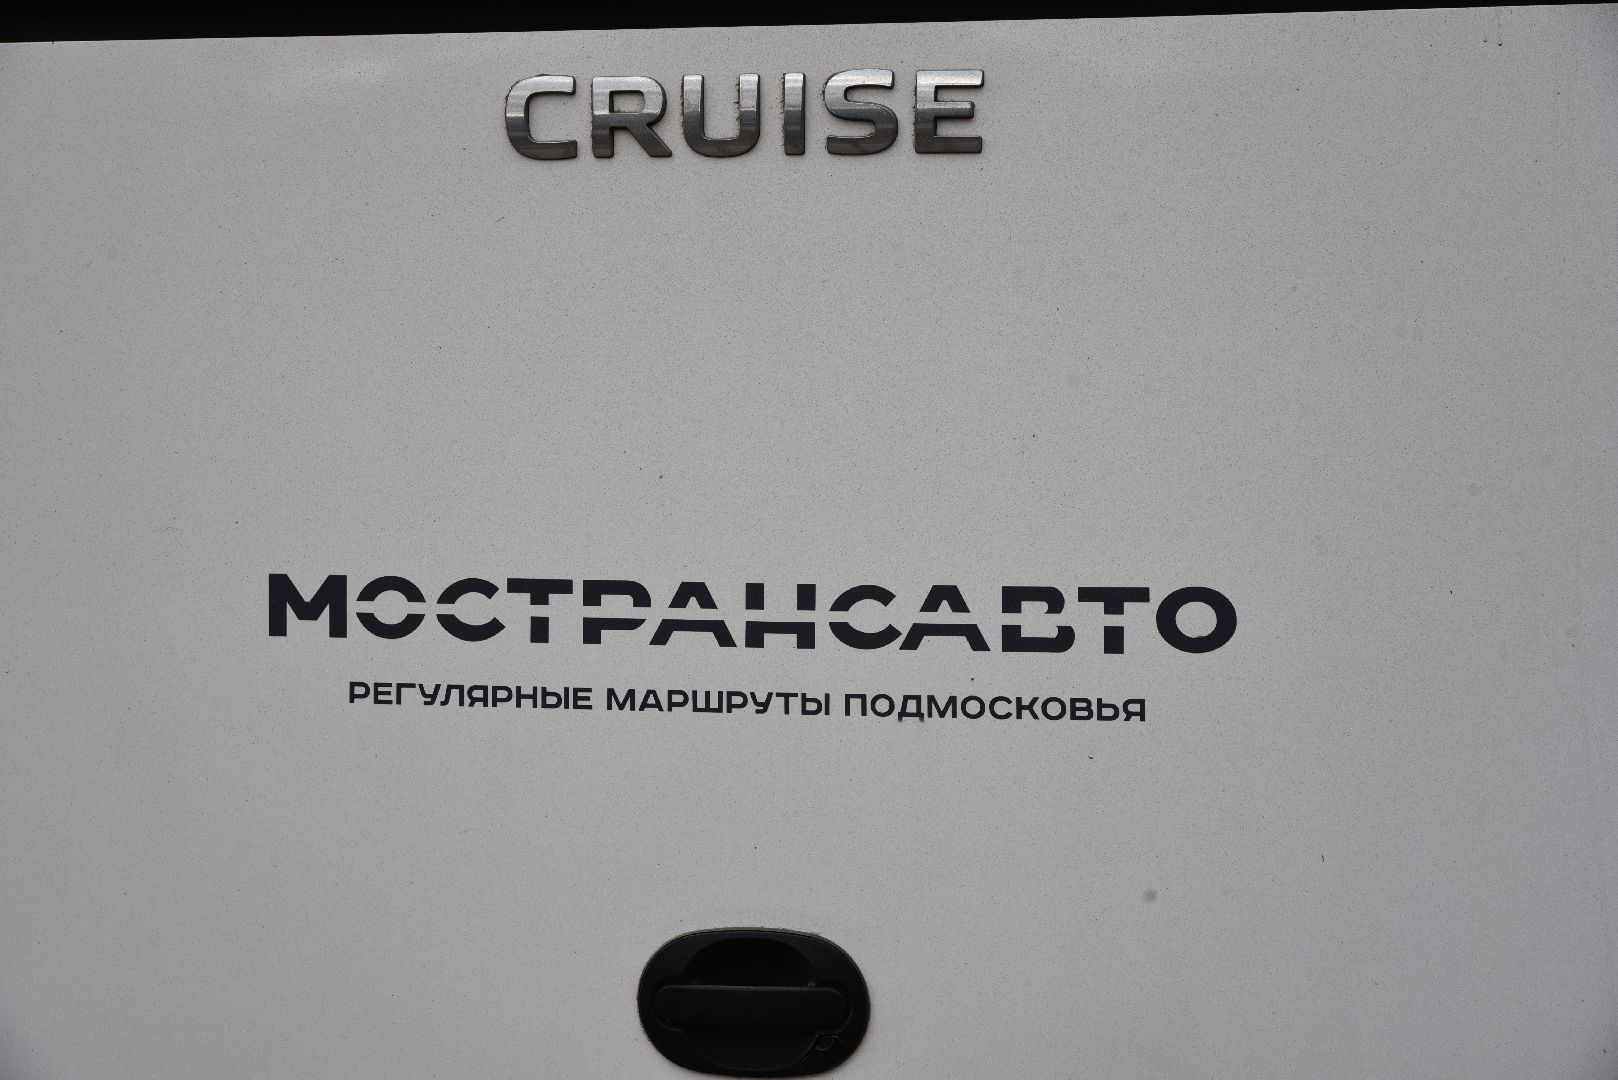 CRUISE
МОСТРАНСАВТО
РЕГУЛЯРНЫЕ МАРШРУТЫ ПОДМОСКОВЬЯ